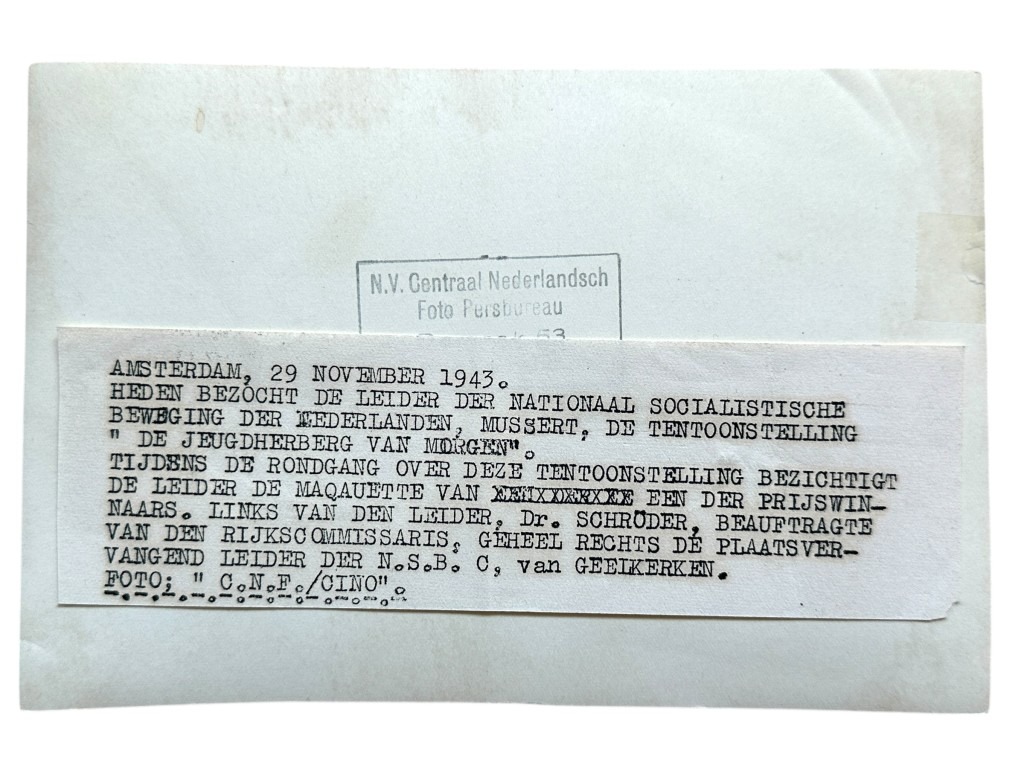 N.V. Centraal Nederlandsch
Foto Persbureau
53
AMSTERDAM, 29 NOVEMBER 1943.
HEDEN BEZOCHT DE LEIDER DER NATIONAAL SOCIALISTISCHE
BEWEGING DER NEDERLANDEN, MUSSERT, DE TENTOONSTELLING
" DE JEUGDHERBERG VAN MORGEN".
TIJDENS DE RONDGANG OVER DEZE TENTOONSTELLING BEZICHTIGT
DE LEIDER DE MAQAUETTE VAN EEN DER PRIJSWIN-
NAARS. LINKS VAN DEN LEIDER, Dr. SCHRÖDER, BEAUFTRAGTE
VAN DEN RIJKSCOMMISSARIS, GEHEEL RECHTS DE PLAATSVER-
VANGEND LEIDER DER N.S.B. C, van GEELKERKEN.
FOTO; " C.N.F./CINO".